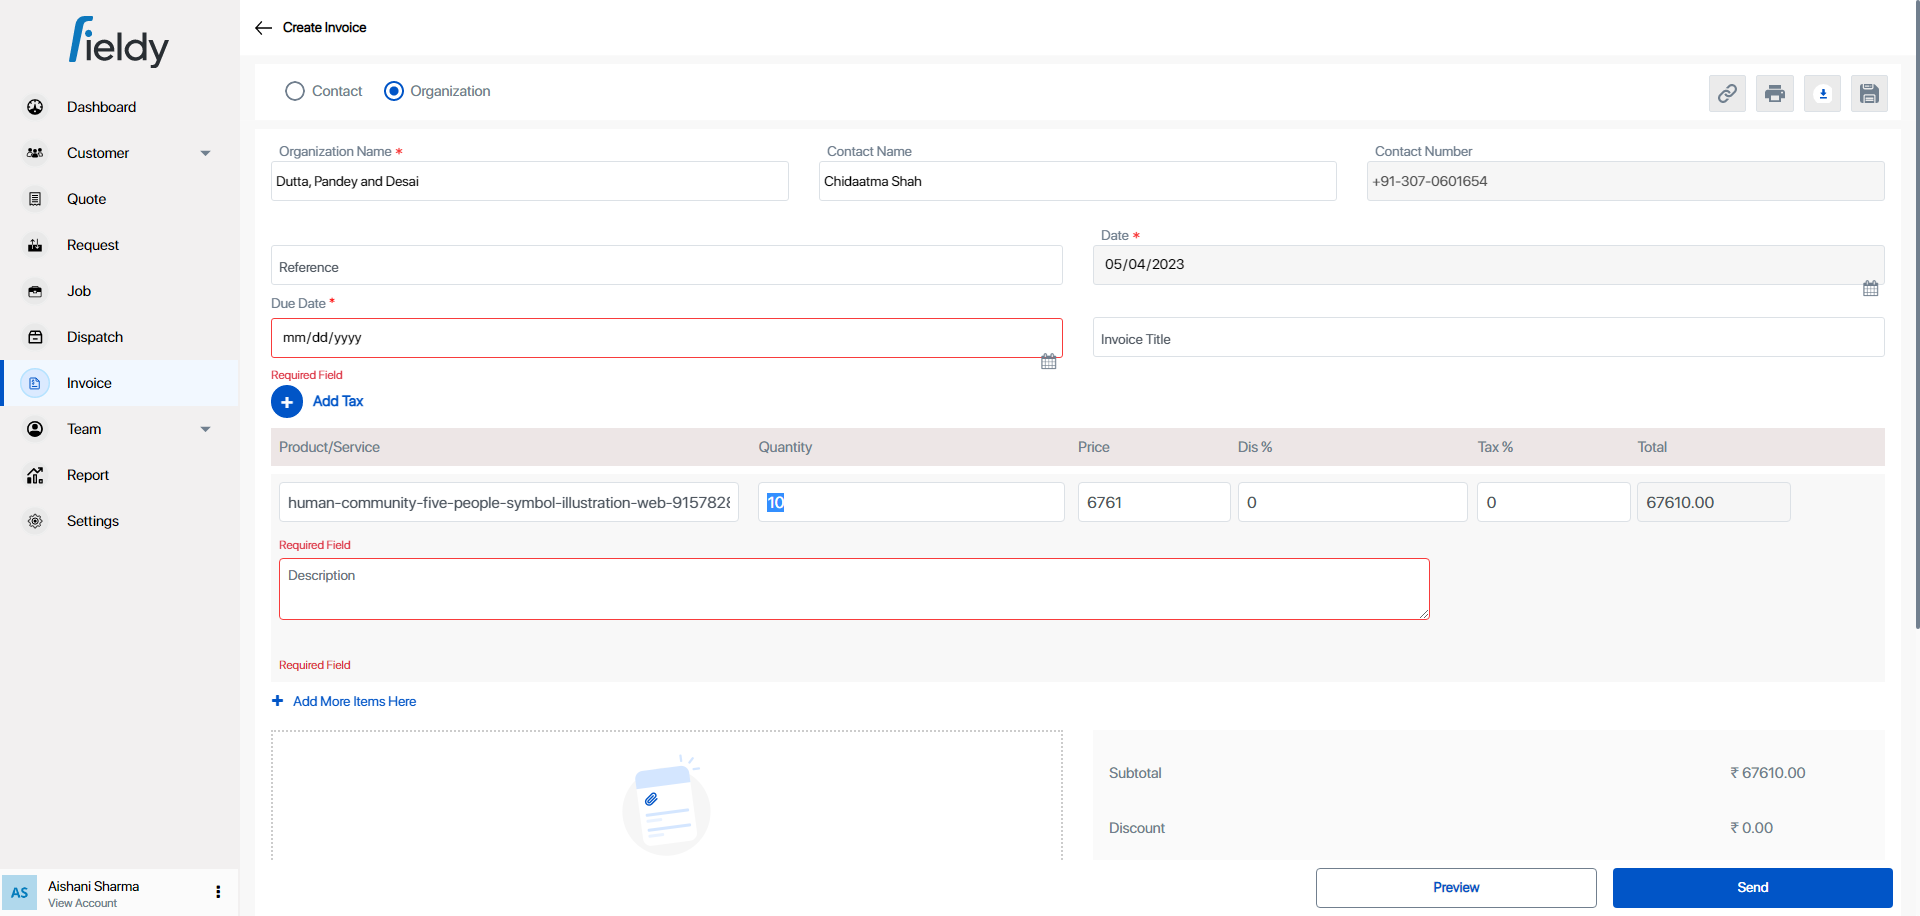 Fieldy
Create Invoice
Dashboard
Customer
Quote
Request
Job
Dispatch
Invoice
Team
Report
Settings
AS
Aishani Sharma
View Account
Contact
Organization
Organization Name *
Contact Name
Contact Number
Dutta, Pandey and Desai
Chidaatma Shah
+91-307-0601654
Date *
Reference
05/04/2023
Due Date *
mm/dd/yyyy
Invoice Title
Required Field
+ Add Tax
Product/Service Quantity Price Dis % Tax % Total
human-community-five-people-symbol-illustration-web-9157828 10 6761 0 0 67610.00
Required Field
Description
Required Field
+ Add More Items Here
Subtotal ₹ 67610.00
Discount ₹ 0.00
Preview
Send